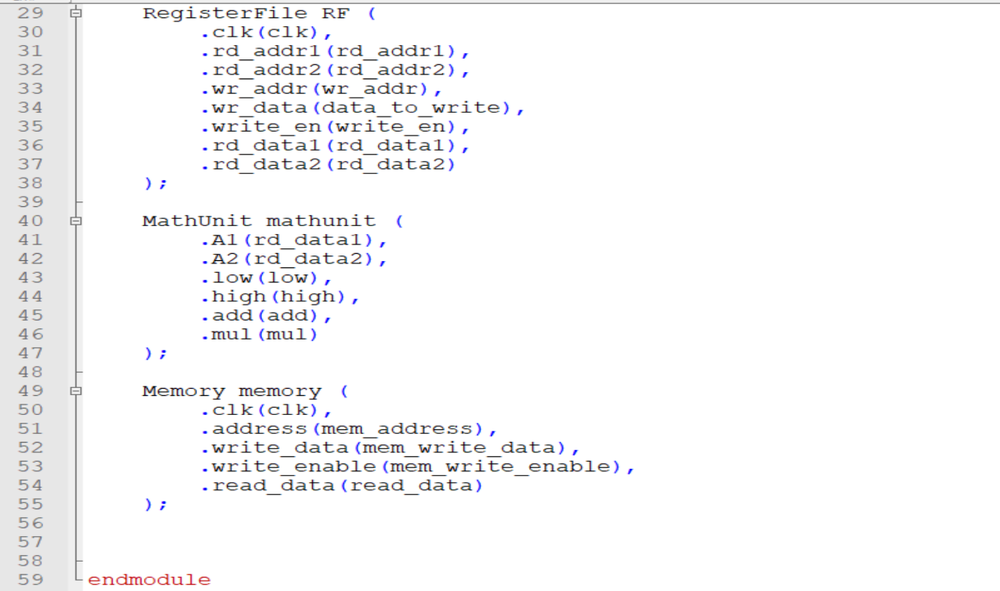 29 RegisterFile RF (
30 .clk(clk),
31 .rd_addr1(rd_addr1),
32 .rd_addr2(rd_addr2),
33 .wr_addr(wr_addr),
34 .wr_data(data_to_write),
35 .write_en(write_en),
36 .rd_data1(rd_data1),
37 .rd_data2(rd_data2)
38 );
39
40 MathUnit mathunit (
41 .A1(rd_data1),
42 .A2(rd_data2),
43 .low(low),
44 .high(high),
45 .add(add),
46 .mul(mul)
47 );
48
49 Memory memory (
50 .clk(clk),
51 .address(mem_address),
52 .write_data(mem_write_data),
53 .write_enable(mem_write_enable),
54 .read_data(read_data)
55 );
56
57
58
59 endmodule